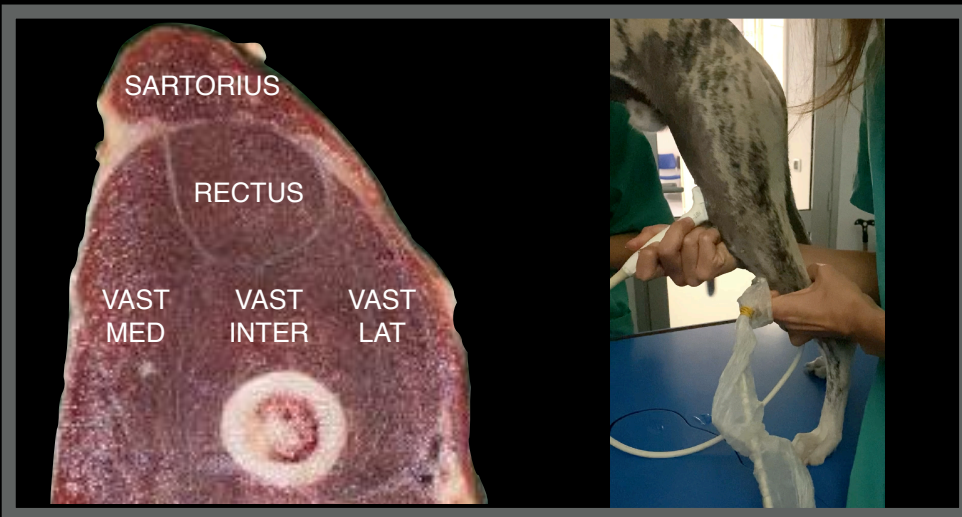 SARTORIUS
RECTUS
VAST MED
VAST INTER
VAST LAT